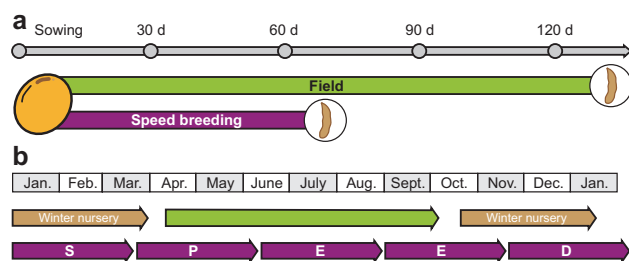 a
Sowing 30 d 60 d 90 d 120 d
Field
Speed breeding
b
Jan. Feb. Mar. Apr. May June July Aug. Sept. Oct. Nov. Dec. Jan.
Winter nursery Winter nursery
S P E E D